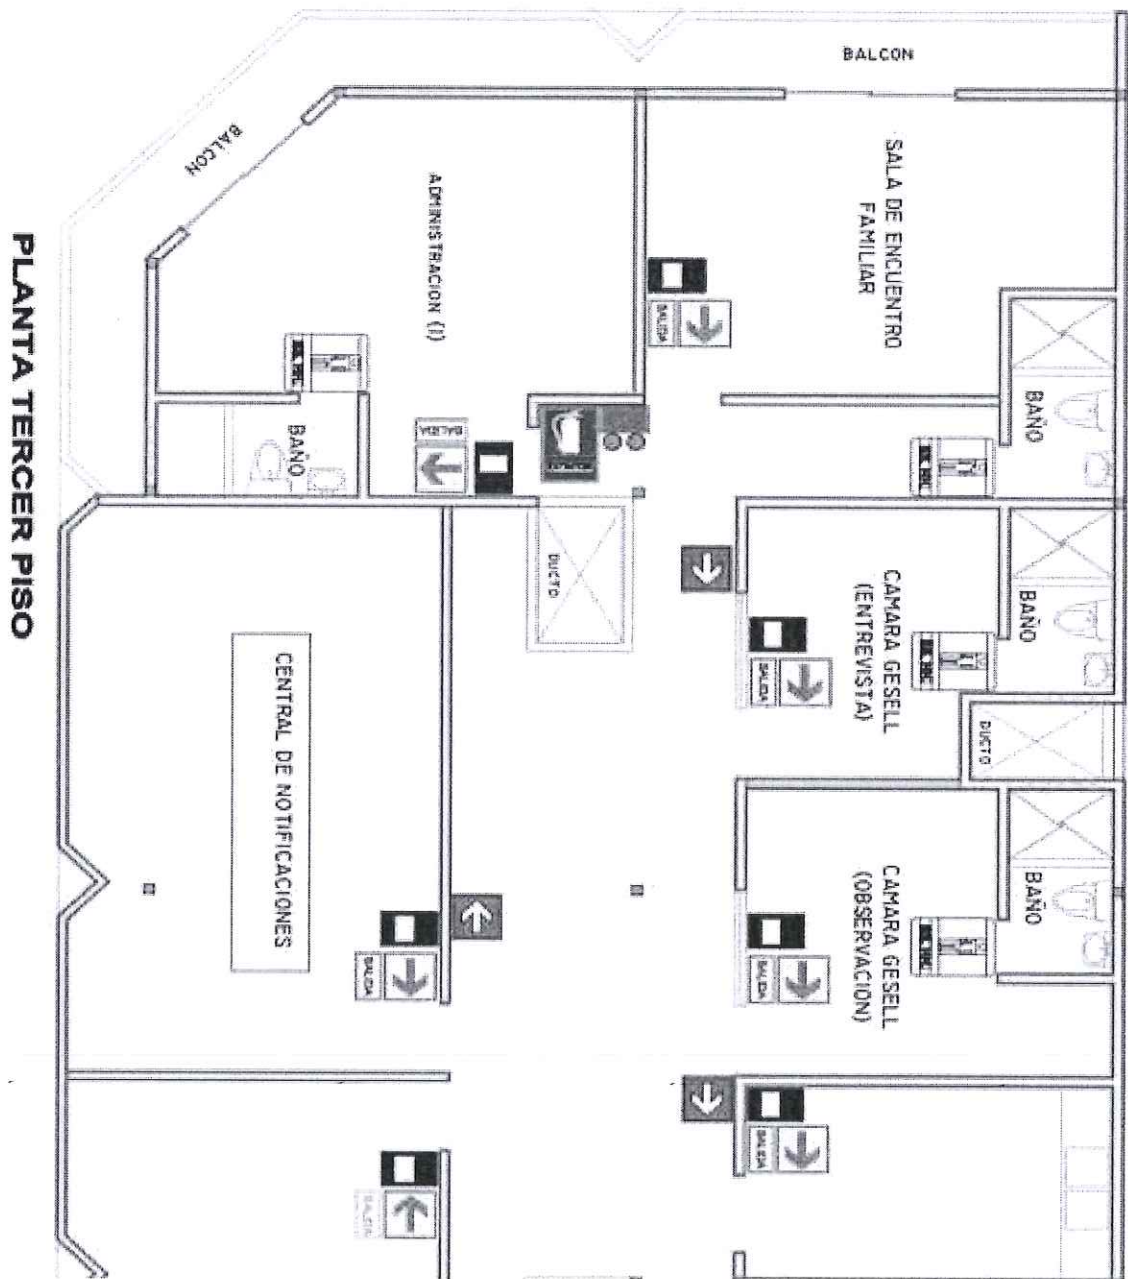 PLANTA TERCER PISO
BALCON
BALCON
SALA DE ENCUENTRO
FAMILIAR
ADMINISTRACION (I)
SALIDA
BAÑO
BAÑO
SALIDA
DUCTO
CAMARA GESELL
(ENTREVISTA)
BAÑO
SALIDA
DUCTO
CENTRAL DE NOTIFICACIONES
CAMARA GESELL
(OBSERVACION)
BAÑO
SALIDA
SALIDA
SALIDA
SALIDA